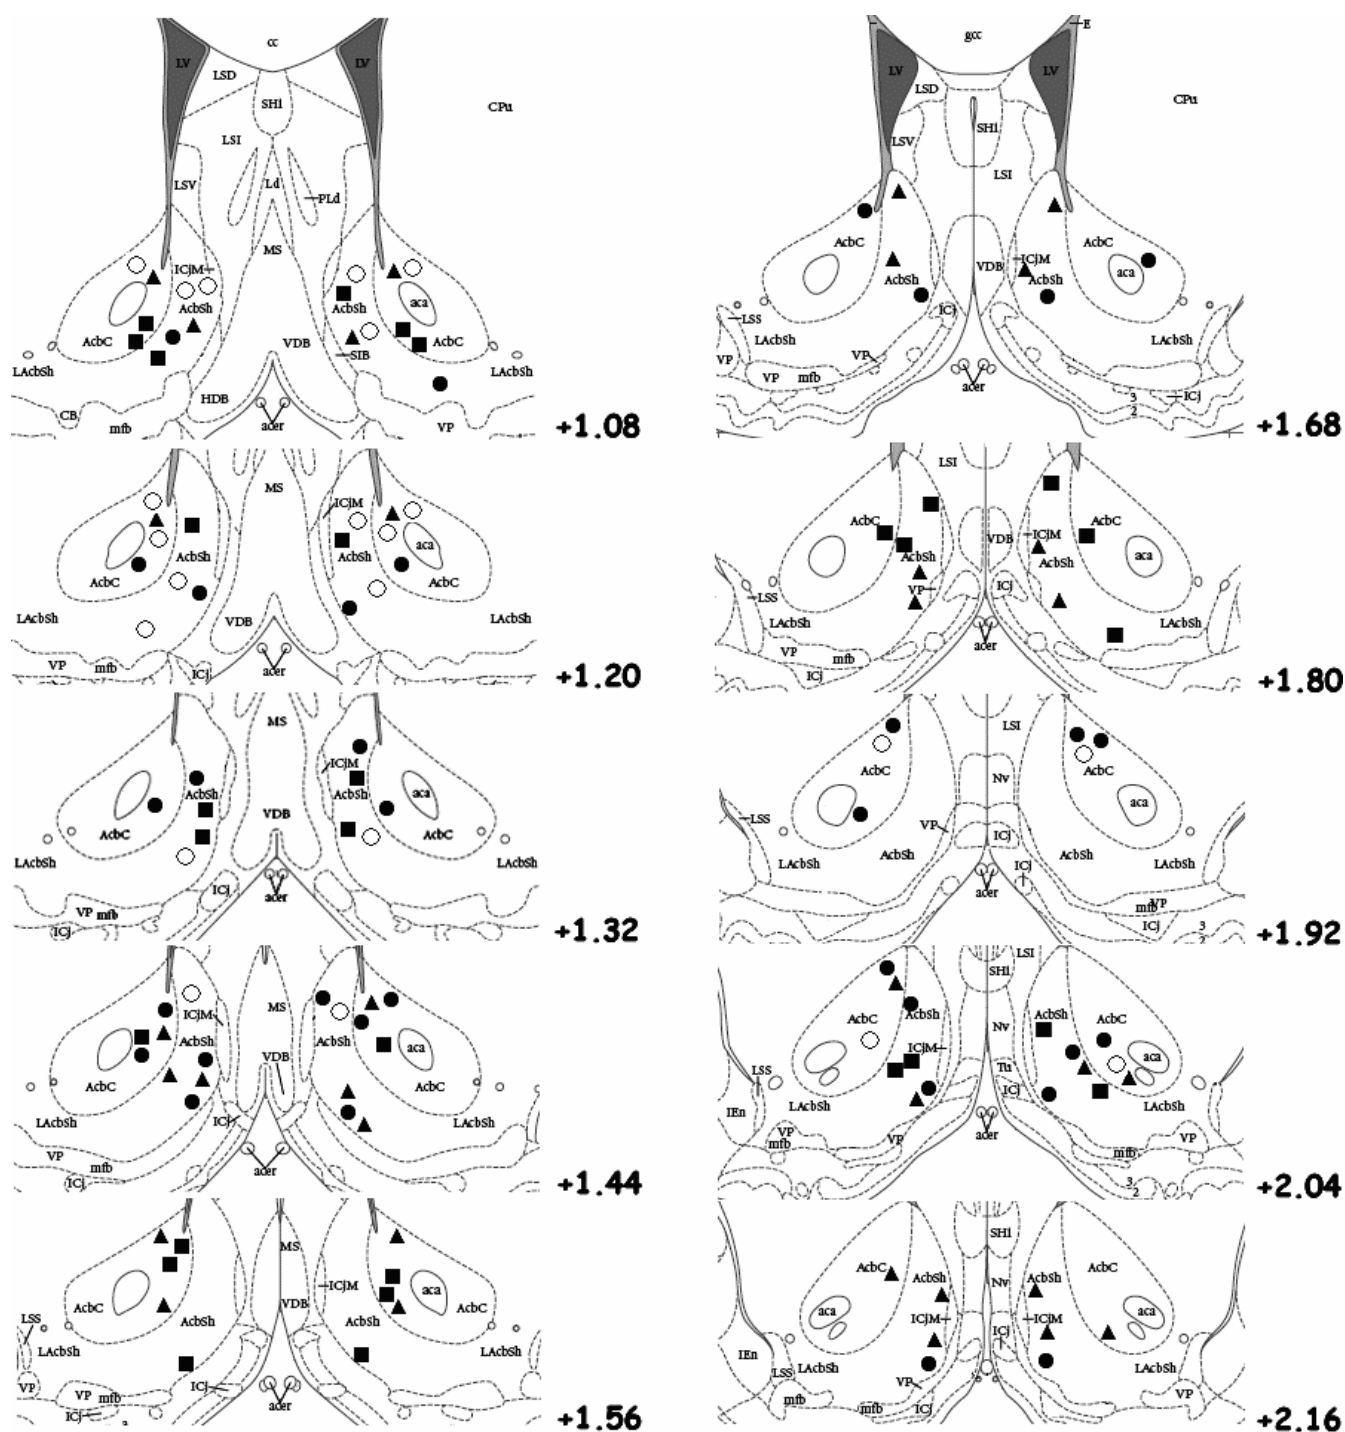 cc
LV
LV
LSD
SHi
CPu
LSI
LSV
Ld
PLd
MS
ICjM
AcbSh
AcbSh
aca
AcbC
VDB
AcbC
SIB
LAcbSh
LAcbSh
HDB
CB
mfb
acer
VP
+1.08
MS
ICjM
AcbSh
AcbSh
aca
AcbC
AcbC
LAcbSh
VDB
LAcbSh
VP
mfb
ICj
acer
+1.20
MS
ICjM
AcbSh
AcbSh
aca
VDB
AcbC
AcbC
LAcbSh
LAcbSh
ICj
acer
VP
mfb
ICj
+1.32
MS
ICjM
AcbSh
AcbSh
aca
VDB
AcbC
AcbC
LAcbSh
ICj
LAcbSh
VP
mfb
acer
ICj
+1.44
MS
ICjM
aca
AcbC
VDB
AcbC
LSS
AcbSh
AcbSh
LAcbSh
LAcbSh
VP
VP
mfb
ICj
acer
ICj
+1.56
E
gcc
LV
LV
LSD
CPu
SHi
LSV
LSI
AcbC
AcbC
VDB
ICjM
AcbSh
AcbSh
aca
ICj
LSS
LAcbSh
LAcbSh
VP
VP
VP
mfb
acer
3
ICj
2
+1.68
LSI
AcbC
AcbC
VDB
ICjM
AcbSh
AcbSh
aca
VP
ICj
LSS
LAcbSh
LAcbSh
VP
mfb
acer
ICj
+1.80
LSI
AcbC
AcbC
Nv
aca
LSS
VP
ICj
AcbSh
AcbSh
LAcbSh
LAcbSh
ICj
acer
mfb
VP
ICj
3
2
+1.92
LSI
SHi
AcbC
AcbSh
AcbSh
AcbC
Nv
ICjM
aca
LSS
Tu
ICj
IEn
LAcbSh
LAcbSh
VP
mfb
VP
acer
VP
mfb
3
2
+2.04
SHi
AcbC
AcbSh
AcbSh
AcbC
Nv
aca
aca
ICjM
ICjM
ICj
IEn
LAcbSh
LAcbSh
LSS
VP
VP
mfb
mfb
ICj
+2.16